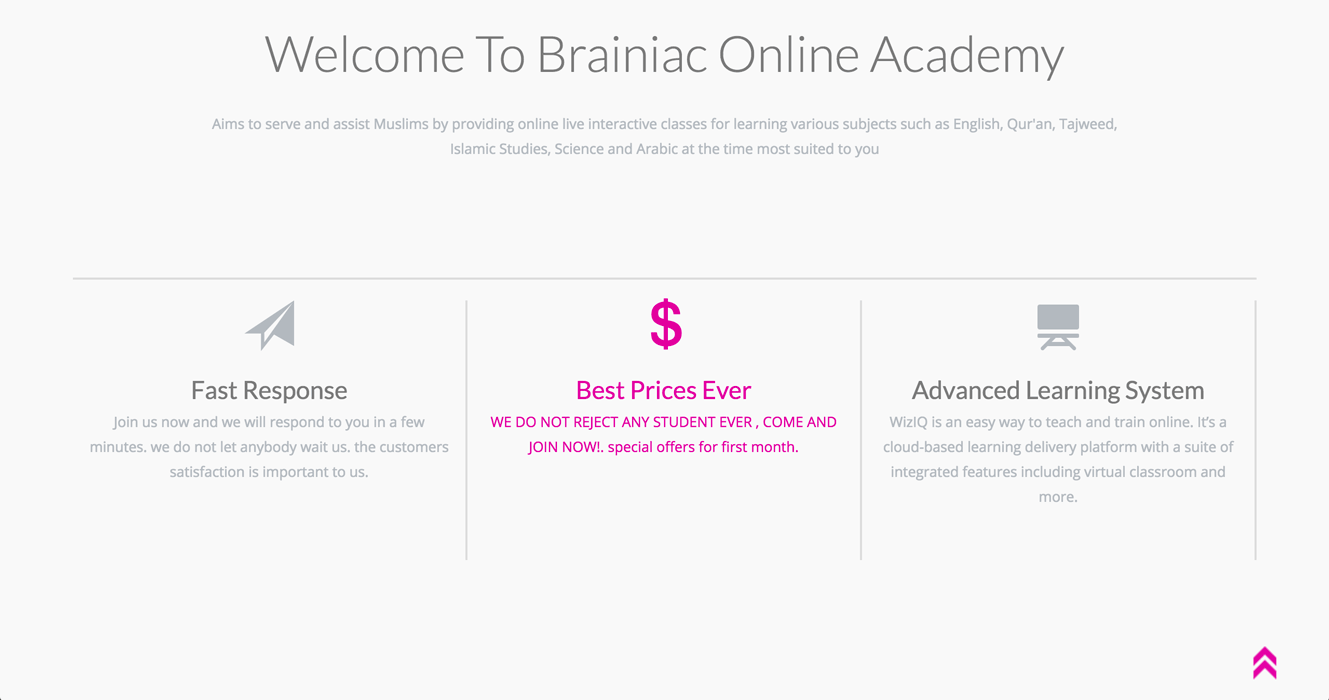 Welcome To Brainiac Online Academy
Aims to serve and assist Muslims by providing online live interactive classes for learning various subjects such as English, Qur'an, Tajweed,
Islamic Studies, Science and Arabic at the time most suited to you
$
Fast Response
Join us now and we will respond to you in a few
minutes. we do not let anybody wait us. the customers
satisfaction is important to us.
Best Prices Ever
WE DO NOT REJECT ANY STUDENT EVER , COME AND
JOIN NOW!. special offers for first month.
Advanced Learning System
WizIQ is an easy way to teach and train online. It’s a
cloud-based learning delivery platform with a suite of
integrated features including virtual classroom and
more.